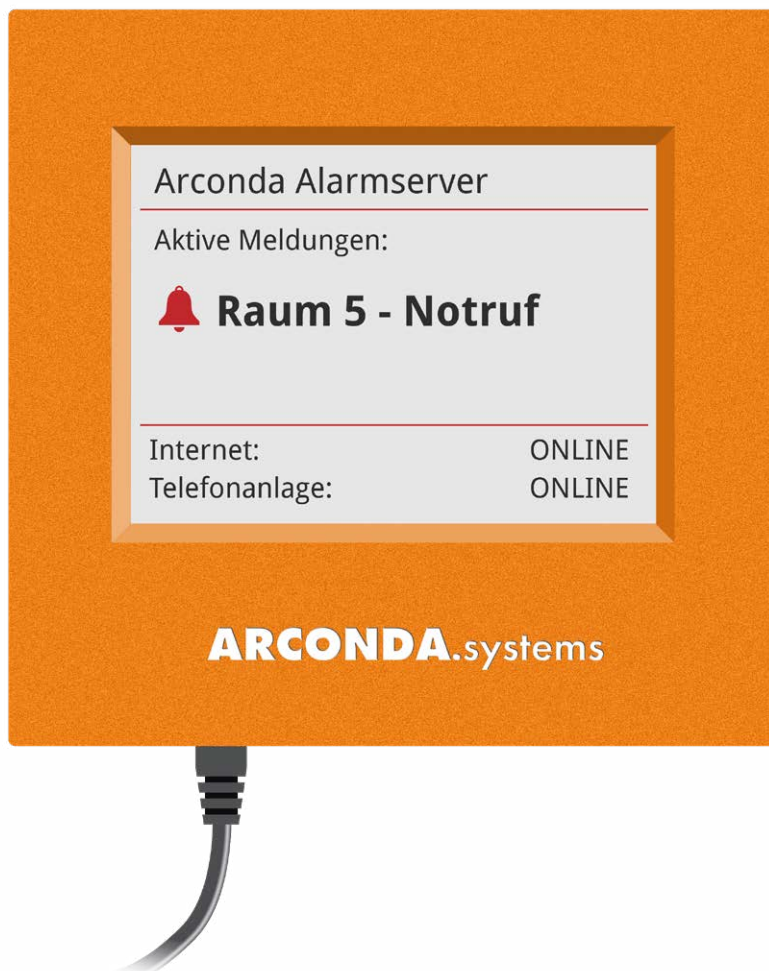 Arconda Alarmserver
Aktive Meldungen:
Raum 5 - Notruf
Internet: ONLINE
Telefonanlage: ONLINE
ARCONDA.systems